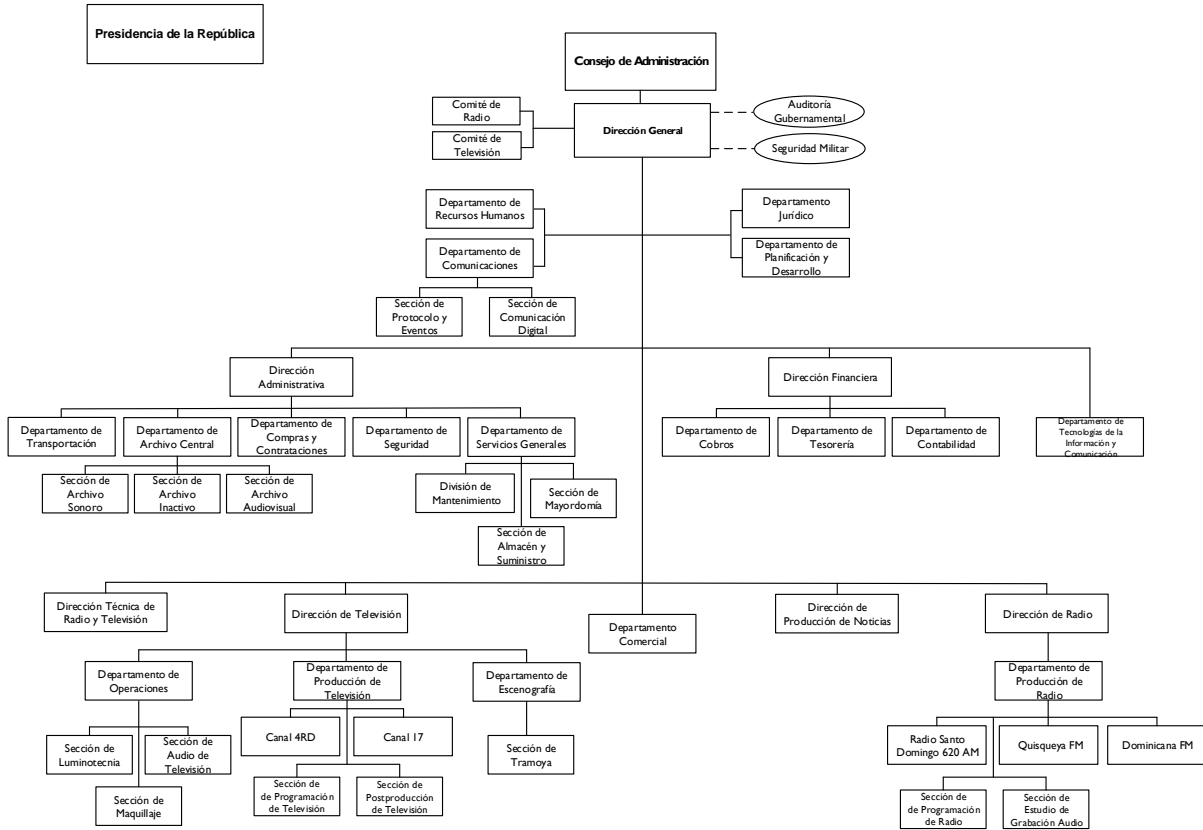 Presidencia de la República
Consejo de Administración
Comité de
Radio
Comité de
Televisión
Dirección General
Auditoría
Gubernamental
Seguridad Militar
Departamento de
Recursos Humanos
Departamento
Jurídico
Departamento de
Comunicaciones
Departamento de
Planificación y
Desarrollo
Sección de
Protocolo y
Eventos
Sección de
Comunicación
Digital
Dirección
Administrativa
Dirección Financiera
Departamento de
Transportación
Departamento de
Archivo Central
Departamento de
Compras y
Contrataciones
Departamento de
Seguridad
Departamento de
Servicios Generales
Departamento de
Cobros
Departamento de
Tesorería
Departamento de
Contabilidad
Departamento de
Tecnologías de la
Información y
Comunicación
Sección de
Archivo
Sonoro
Sección de
Archivo
Inactivo
Sección de
Archivo
Audiovisual
División de
Mantenimiento
Sección de
Mayordomía
Sección de
Almacén y
Suministro
Dirección Técnica de
Radio y Televisión
Dirección de Televisión
Departamento
Comercial
Dirección de
Producción de Noticias
Dirección de Radio
Departamento de
Operaciones
Departamento de
Producción de
Televisión
Departamento de
Escenografía
Departamento de
Producción de
Radio
Sección de
Luminotecnia
Sección de
Audio de
Televisión
Canal 4RD
Canal 17
Sección de
Tramoya
Radio Santo
Domingo 620 AM
Quisqueya FM
Dominicana FM
Sección de
Maquillaje
Sección de
de Programación
de Televisión
Sección de
Postproducción
de Televisión
Sección de
de Programación
de Radio
Sección de
Estudio de
Grabación Audio